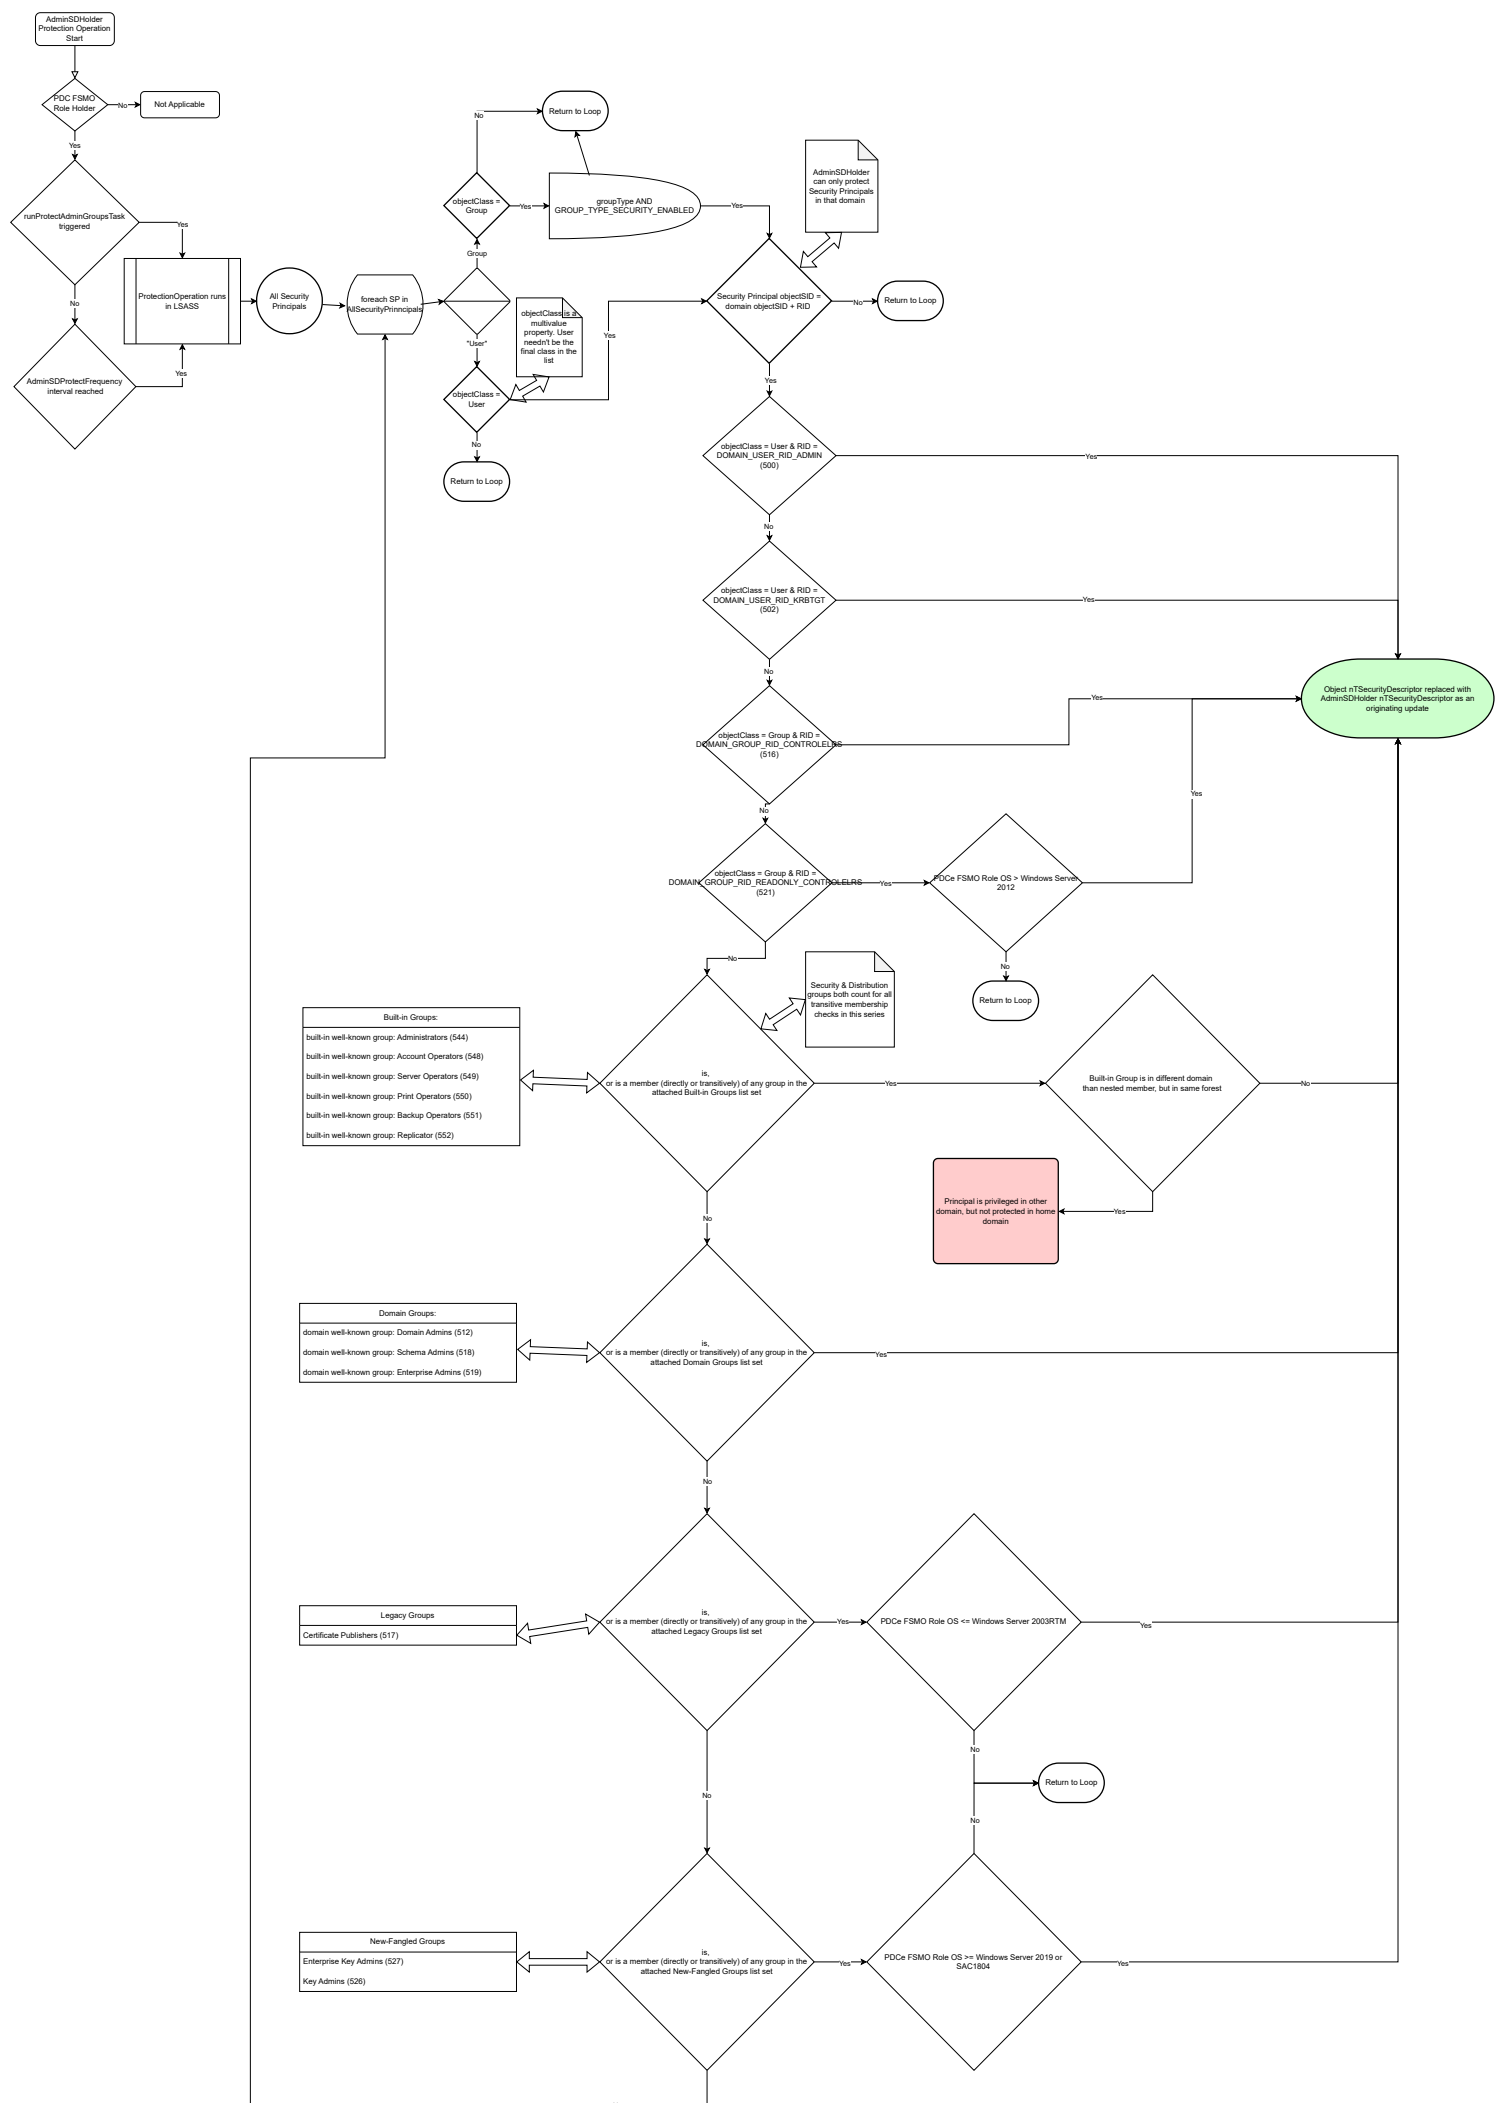 AdminSDHolder
Protection Operation
Start
PDC FSMO
Role Holder
No
Not Applicable
Yes
runProtectAdminGroupsTask
triggered
Yes
No
AdminSDProtectFrequency
interval reached
Yes
ProtectionOperation runs
in LSASS
All Security
Principals
foreach SP in
AllSecurityPrinncipals
Group
"User"
objectClass =
Group
No
Return to Loop
Yes
groupType AND
GROUP_TYPE_SECURITY_ENABLED
Yes
objectClass is a
multivalue
property. User
needn't be the
final class in the
list
objectClass =
User
Yes
No
Return to Loop
AdminSDHolder
can only protect
Security Principals
in that domain
Security Principal objectSID =
domain objectSID + RID
No
Return to Loop
Yes
objectClass = User & RID =
DOMAIN_USER_RID_ADMIN
(500)
Yes
No
objectClass = User & RID =
DOMAIN_USER_RID_KRBTGT
(502)
Yes
No
Object nTSecurityDescriptor replaced with
AdminSDHolder nTSecurityDescriptor as an
originating update
objectClass = Group & RID =
DOMAIN_GROUP_RID_CONTROLELRS
(516)
Yes
No
objectClass = Group & RID =
DOMAIN_GROUP_RID_READONLY_CONTROLELRS
(521)
Yes
PDCe FSMO Role OS > Windows Server
2012
Yes
No
Return to Loop
No
Security & Distribution
groups both count for all
transitive membership
checks in this series
Built-in Groups:
built-in well-known group: Administrators (544)
built-in well-known group: Account Operators (548)
built-in well-known group: Server Operators (549)
built-in well-known group: Print Operators (550)
built-in well-known group: Backup Operators (551)
built-in well-known group: Replicator (552)
is,
or is a member (directly or transitively) of any group in the
attached Built-in Groups list set
Yes
Built-in Group is in different domain
than nested member, but in same forest
No
Yes
Principal is privileged in other
domain, but not protected in home
domain
No
Domain Groups:
domain well-known group: Domain Admins (512)
domain well-known group: Schema Admins (518)
domain well-known group: Enterprise Admins (519)
is,
or is a member (directly or transitively) of any group in the
attached Domain Groups list set
Yes
No
Legacy Groups
Certificate Publishers (517)
is,
or is a member (directly or transitively) of any group in the
attached Legacy Groups list set
Yes
PDCe FSMO Role OS <= Windows Server 2003RTM
Yes
No
Return to Loop
No
No
New-Fangled Groups
Enterprise Key Admins (527)
Key Admins (526)
is,
or is a member (directly or transitively) of any group in the
attached New-Fangled Groups list set
Yes
PDCe FSMO Role OS >= Windows Server 2019 or
SAC1804
Yes